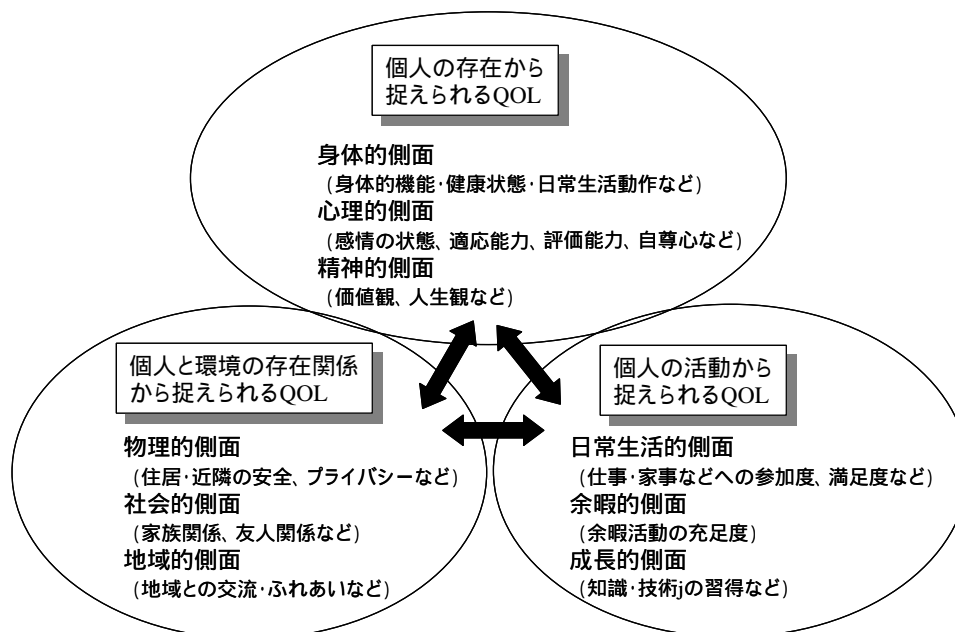 個人の存在から
捉えられるQOL
身体的側面
(身体的機能･健康状態･日常生活動作など)
心理的側面
(感情の状態、適応能力、評価能力、自尊心など)
精神的側面
(価値観、人生観など)
個人と環境の存在関係
から捉えられるQOL
物理的側面
(住居･近隣の安全、プライバシーなど)
社会的側面
(家族関係、友人関係など)
地域的側面
(地域との交流･ふれあいなど)
個人の活動から
捉えられるQOL
日常生活的側面
(仕事･家事などへの参加度、満足度など)
余暇的側面
(余暇活動の充足度)
成長的側面
(知識･技術jの習得など)